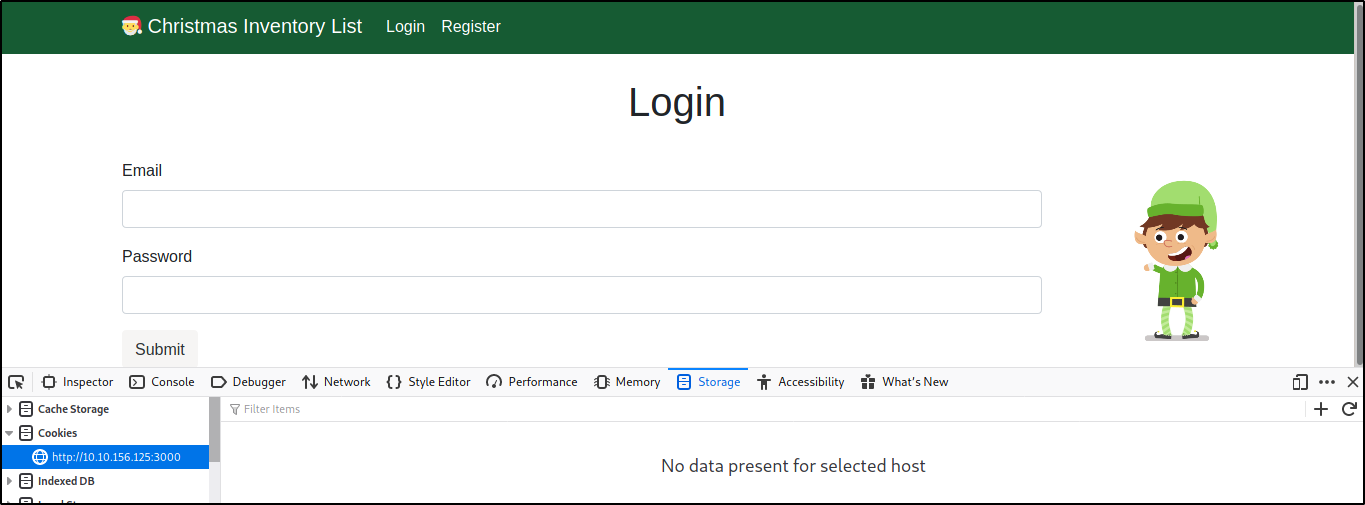 Christmas Inventory List Login Register
Login
Email
Password
Submit
Inspector Console Debugger Network Style Editor Performance Memory Storage Accessibility What's New
Cache Storage
Filter Items
Cookies
http://10.10.156.125:3000
No data present for selected host
Indexed DB